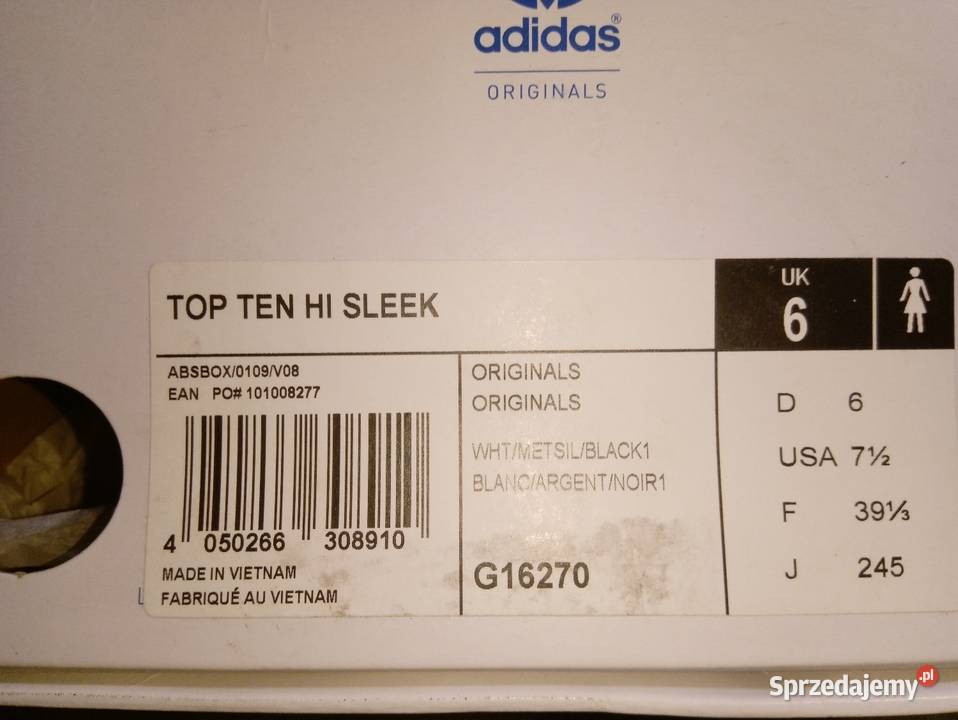 adidas®
ORIGINALS
TOP TEN HI SLEEK
UK
6
ABSBOX/0109/V08
EAN PO# 101008277
4 050266 308910
MADE IN VIETNAM
FABRIQUÉ AU VIETNAM
ORIGINALS
ORIGINALS
WHT/METSIL/BLACK1
BLANC/ARGENT/NOIR1
G16270
D 6
USA 7½
F 39⅓
J 245
Sprzedajemy.pl